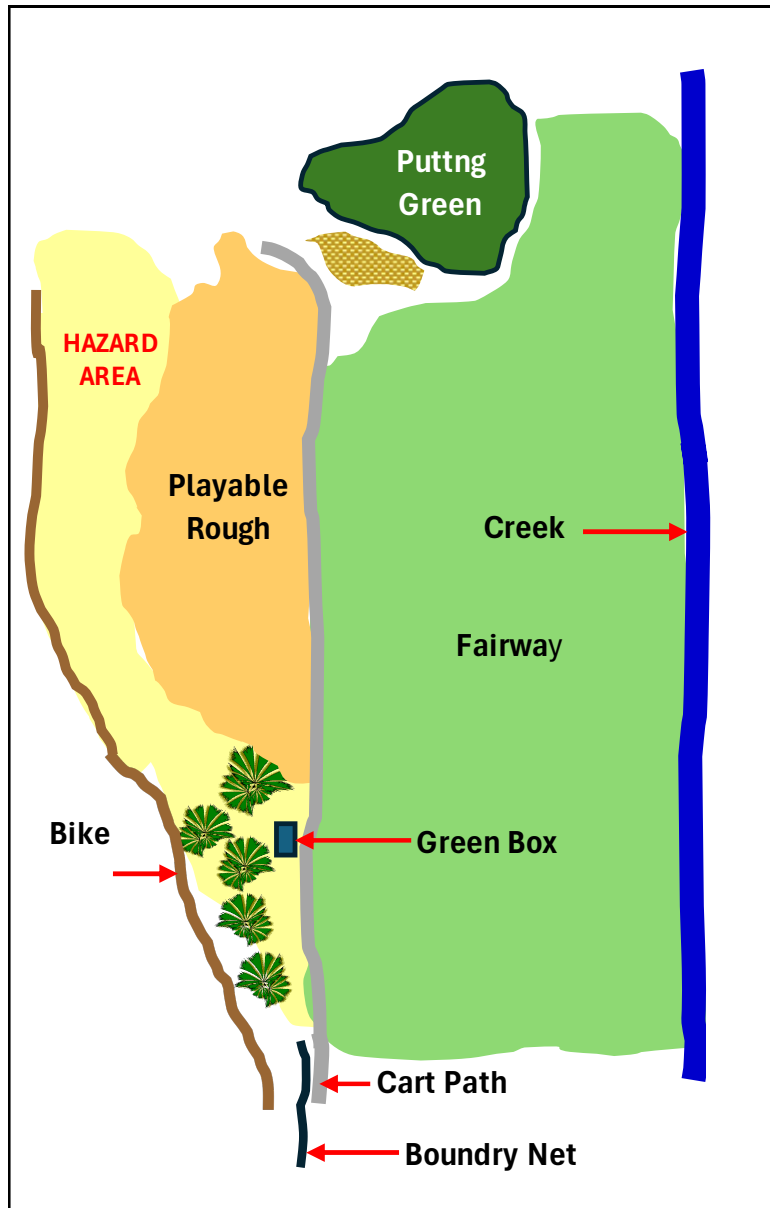 Puttng
Green
HAZARD
AREA
Playable
Rough
Creek
Fairway
Bike
Green Box
Cart Path
Boundry Net